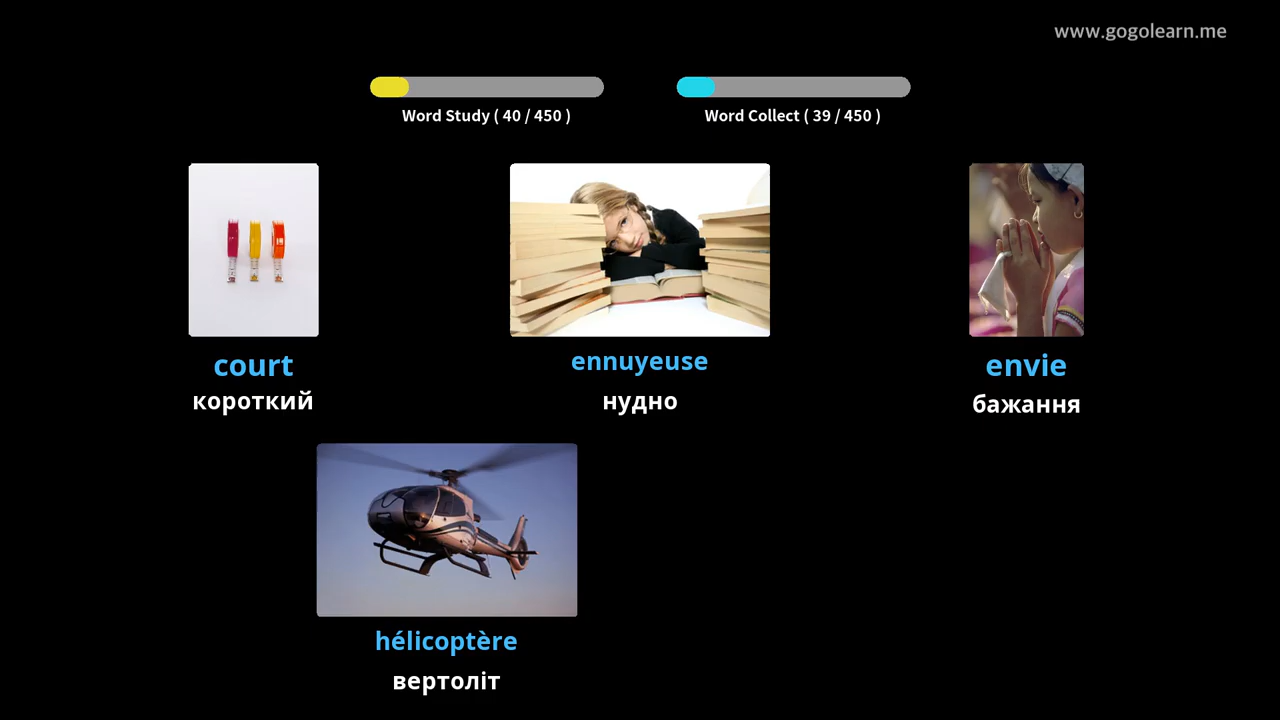 www.gogolearn.me
Word Study ( 40 / 450 )
Word Collect ( 39 / 450 )
court
короткий
ennuyeuse
нудно
envie
бажання
hélicoptère
вертоліт